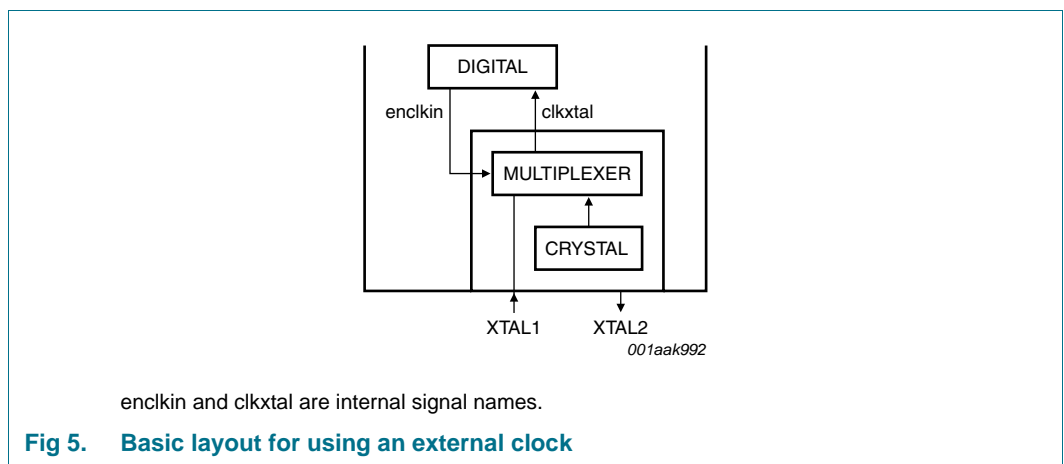 DIGITAL
enclkin
clkxtal
MULTIPLEXER
CRYSTAL
XTAL1
XTAL2
001aak992
enclkin and clkxtal are internal signal names.
Fig 5. Basic layout for using an external clock